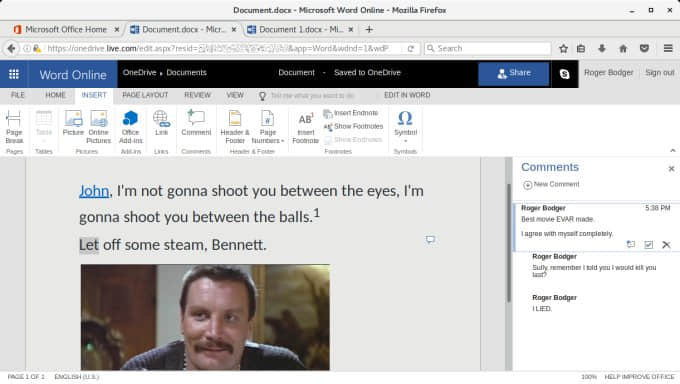 Document.docx - Microsoft Word Online - Mozilla Firefox
Microsoft Office Home
Document.docx - Micr...
Document 1.docx - Mi...
https://onedrive.live.com/edit.aspx?resid=
&app=Word&wdnd=1&wdP
Search
Word Online
OneDrive ▸ Documents
Document - Saved to OneDrive
Share
Roger Bodger
Sign out
FILE HOME INSERT PAGE LAYOUT REVIEW VIEW Tell me what you want to do EDIT IN WORD
Page Break
Table
Picture
Online Pictures
Office Add-ins
Link
Comment
Header & Footer
Page Numbers
Insert Footnote
Insert Endnote
Show Footnotes
Show Endnotes
Symbol
Pages Tables Pictures Add-ins Links Comments Header & Footer Footnotes Symbols
John, I'm not gonna shoot you between the eyes, I'm
gonna shoot you between the balls.1
Let off some steam, Bennett.
Comments
New Comment
Roger Bodger 5:38 PM
Best movie EVAR made.
I agree with myself completely.
Roger Bodger
Sully, remember I told you I would kill you
last?
Roger Bodger
I LIED.
PAGE 1 OF 2 ENGLISH (U.S.)
100% HELP IMPROVE OFFICE